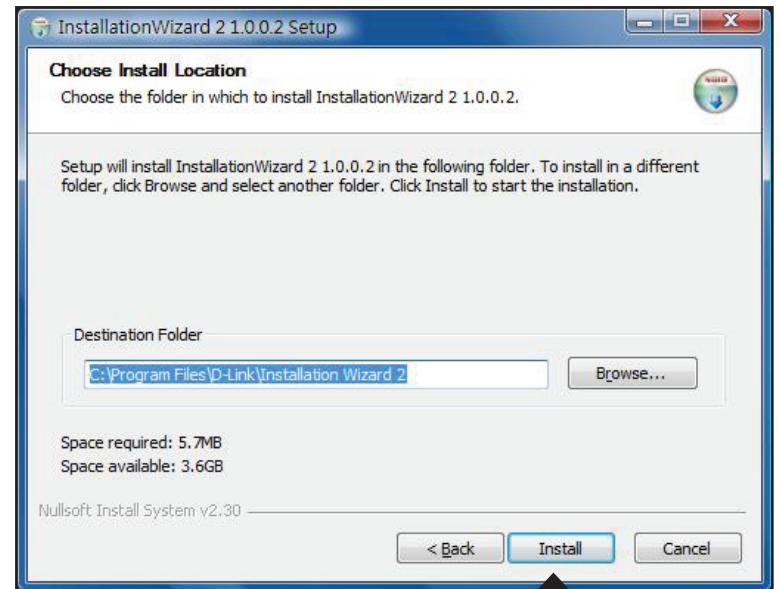 InstallationWizard 2 1.0.0.2 Setup
Choose Install Location
Choose the folder in which to install InstallationWizard 2 1.0.0.2.
Setup will install InstallationWizard 2 1.0.0.2 in the following folder. To install in a different
folder, click Browse and select another folder. Click Install to start the installation.
Destination Folder
C:\Program Files\D-Link\Installation Wizard 2
Browse...
Space required: 5.7MB
Space available: 3.6GB
Nullsoft Install System v2.30
< Back Install Cancel